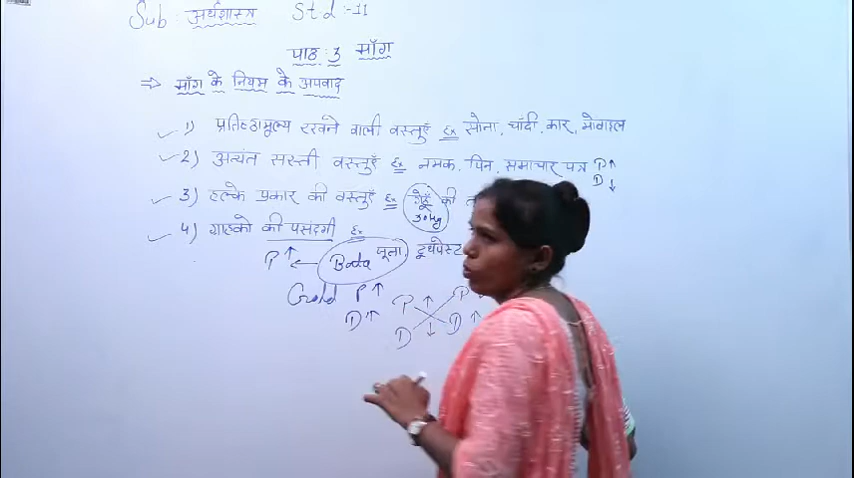 Sub : अर्थशास्त्र Std :- 11
पाठ : 3 माँग
⇒ माँग के नियम के अपवाद
✓ 1) प्रतिष्ठामूल्य रखने वाली वस्तुएँ Ex सोना, चाँदी, कार, मोबाइल
✓ 2) अत्यंत सस्ती वस्तुएँ Ex नमक, पिन, समाचार पत्र P↑
D↓
✓ 3) हल्के प्रकार की वस्तुएँ Ex गेहूँ की
30kg
✓ 4) ग्राहको की पसंदगी Ex
P↑ ← Bata जूता, टूथपेस्ट
Gold P↑ P↑ P
D↑ D↓ D↑